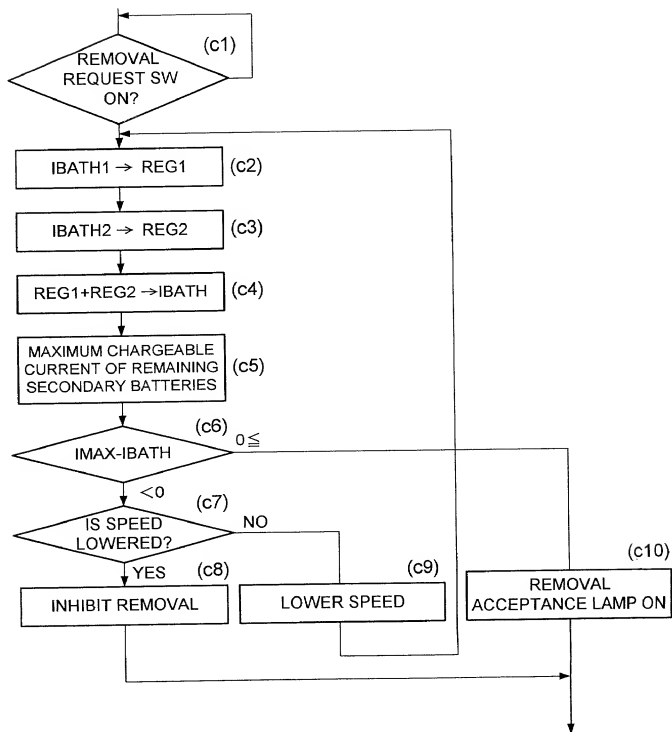 (c1)
REMOVAL
REQUEST SW
ON?
IBATH1 → REG1
(c2)
IBATH2 → REG2
(c3)
REG1+REG2 →IBATH
(c4)
MAXIMUM CHARGEABLE
CURRENT OF REMAINING
SECONDARY BATTERIES
(c5)
(c6)
0≦
IMAX-IBATH
<0
(c7)
IS SPEED
LOWERED?
NO
YES
(c8)
INHIBIT REMOVAL
(c9)
LOWER SPEED
(c10)
REMOVAL
ACCEPTANCE LAMP ON